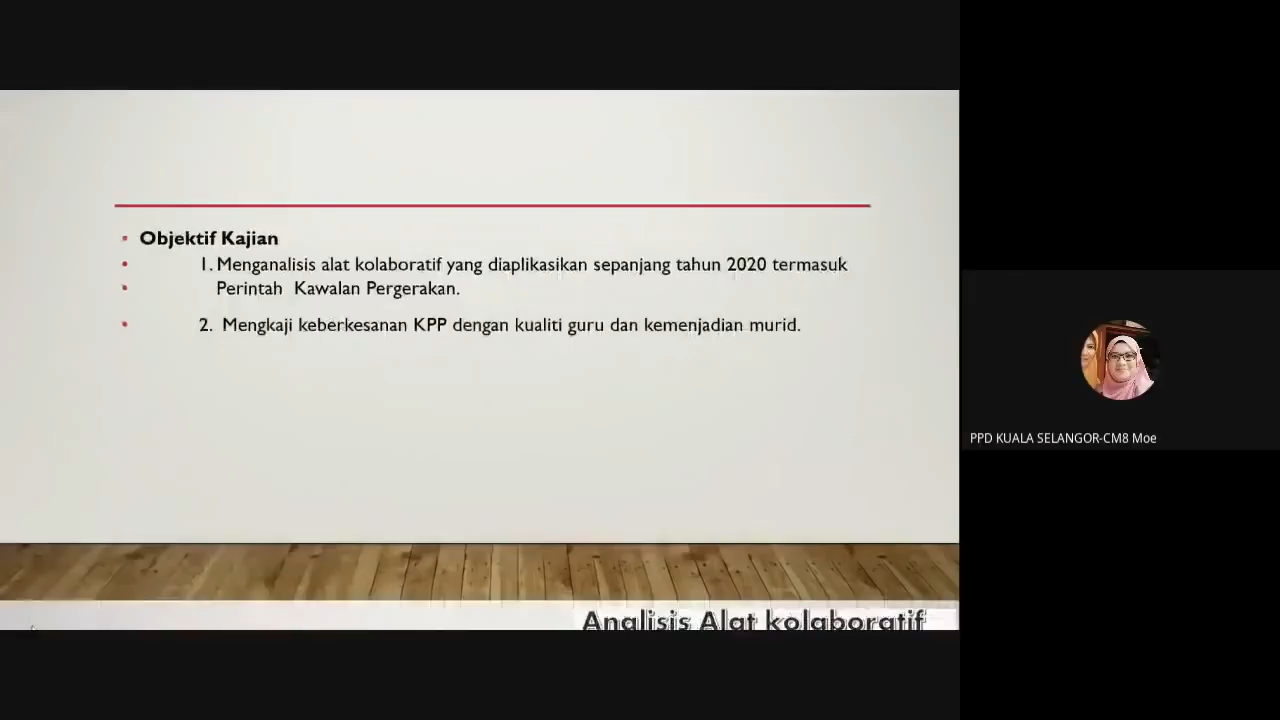 Objektif Kajian
1. Menganalisis alat kolaboratif yang diaplikasikan sepanjang tahun 2020 termasuk
Perintah Kawalan Pergerakan.
2. Mengkaji keberkesanan KPP dengan kualiti guru dan kemenjadian murid.
Analisis Alat kolaboratif
PPD KUALA SELANGOR-CM8 Moe